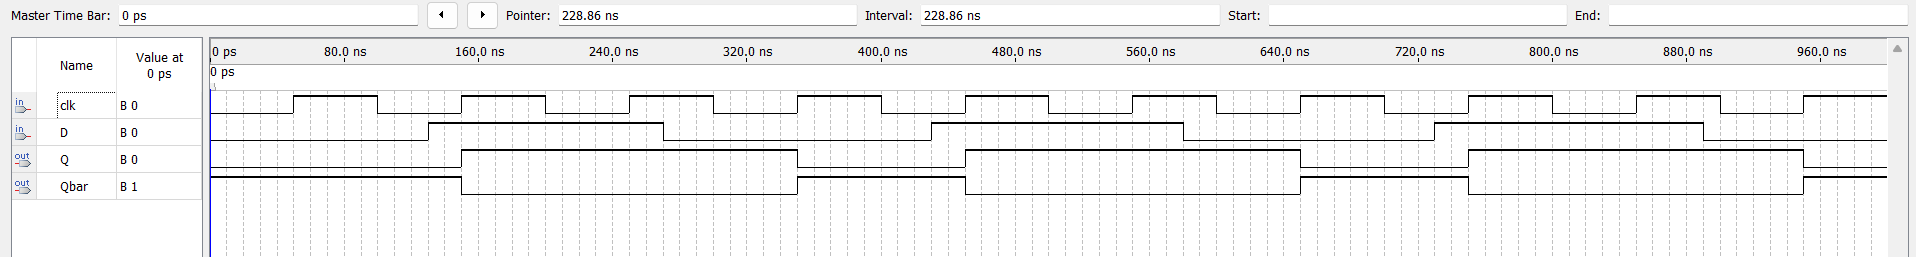 Master Time Bar: 0 ps Pointer: 228.86 ns Interval: 228.86 ns Start: End:
Name Value at 0 ps
0 ps 80.0 ns 160.0 ns 240.0 ns 320.0 ns 400.0 ns 480.0 ns 560.0 ns 640.0 ns 720.0 ns 800.0 ns 880.0 ns 960.0 ns
0 ps
in clk B 0
in D B 0
out Q B 0
out Qbar B 1